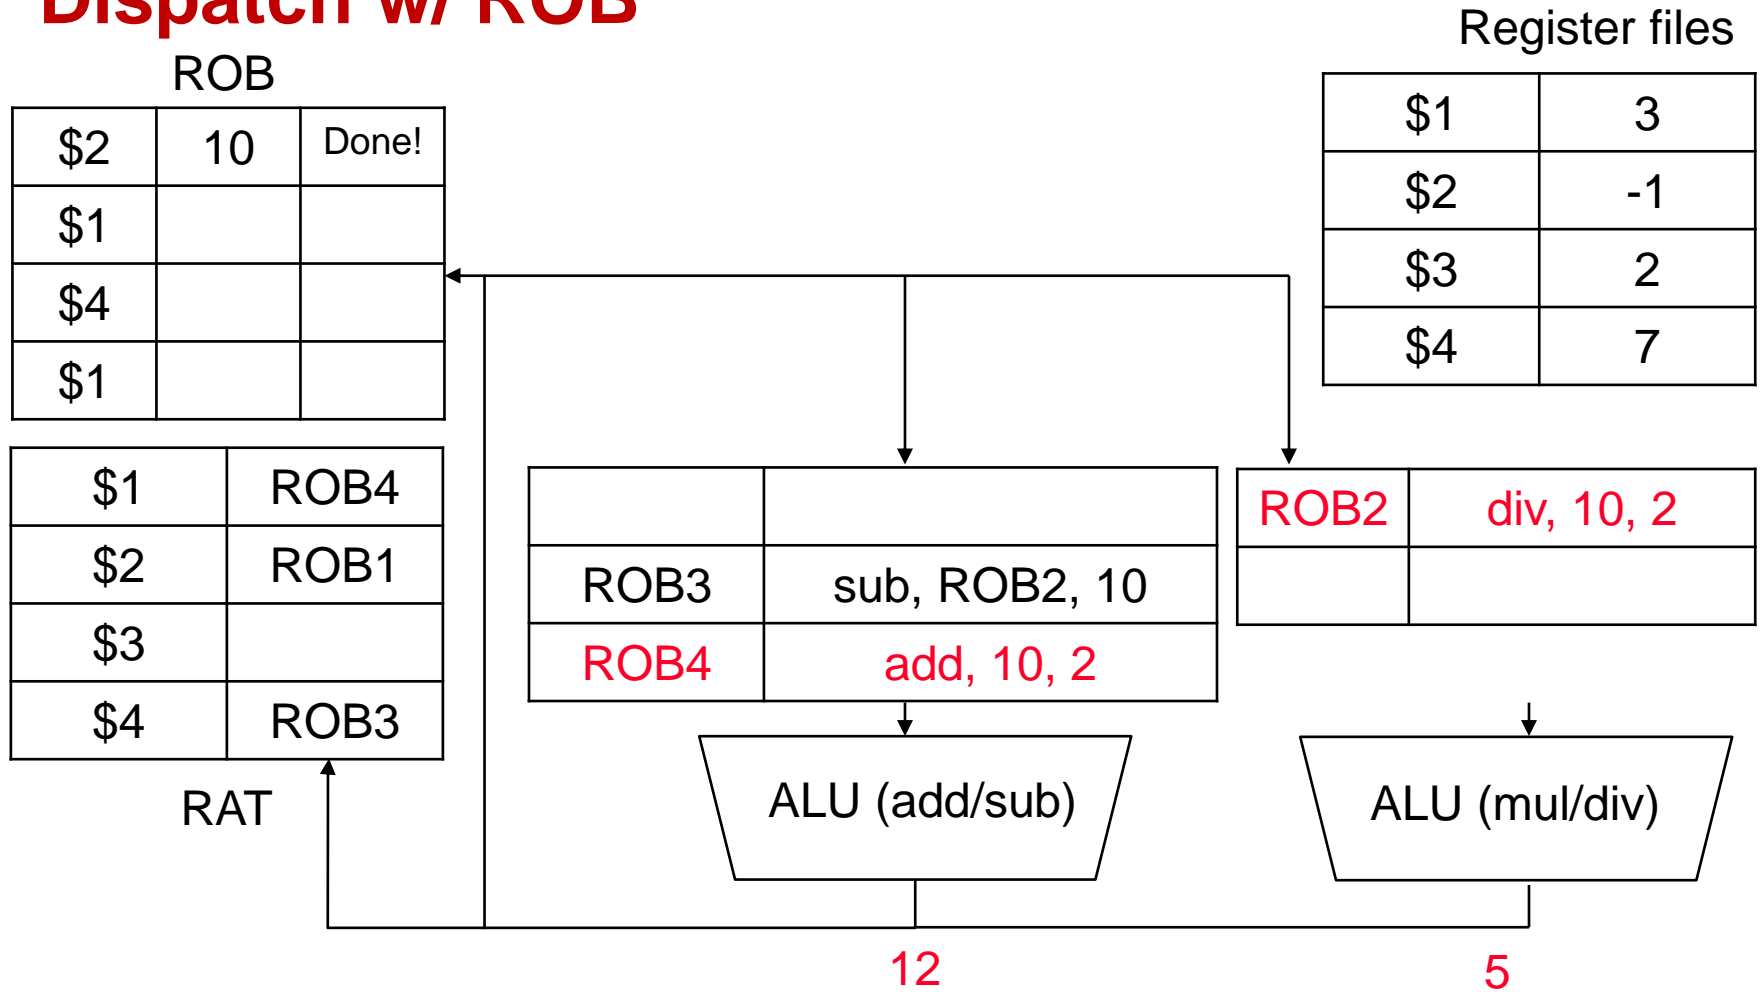 Dispatch w/ ROB
Register files
ROB
$2 10 Done!
$1
$4
$1
$1 3
$2 -1
$3 2
$4 7
$1 ROB4
$2 ROB1
$3
$4 ROB3
RAT
ROB3 sub, ROB2, 10
ROB4 add, 10, 2
ROB2 div, 10, 2
ALU (add/sub)
ALU (mul/div)
12
5